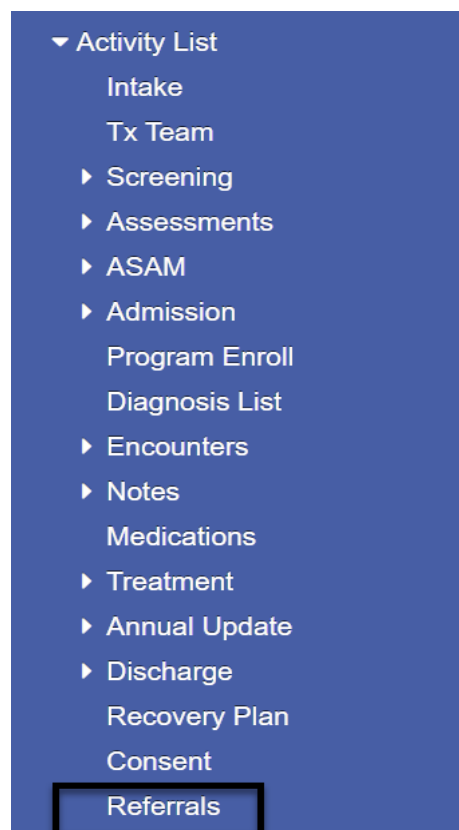 Activity List
Intake
Tx Team
Screening
Assessments
ASAM
Admission
Program Enroll
Diagnosis List
Encounters
Notes
Medications
Treatment
Annual Update
Discharge
Recovery Plan
Consent
Referrals